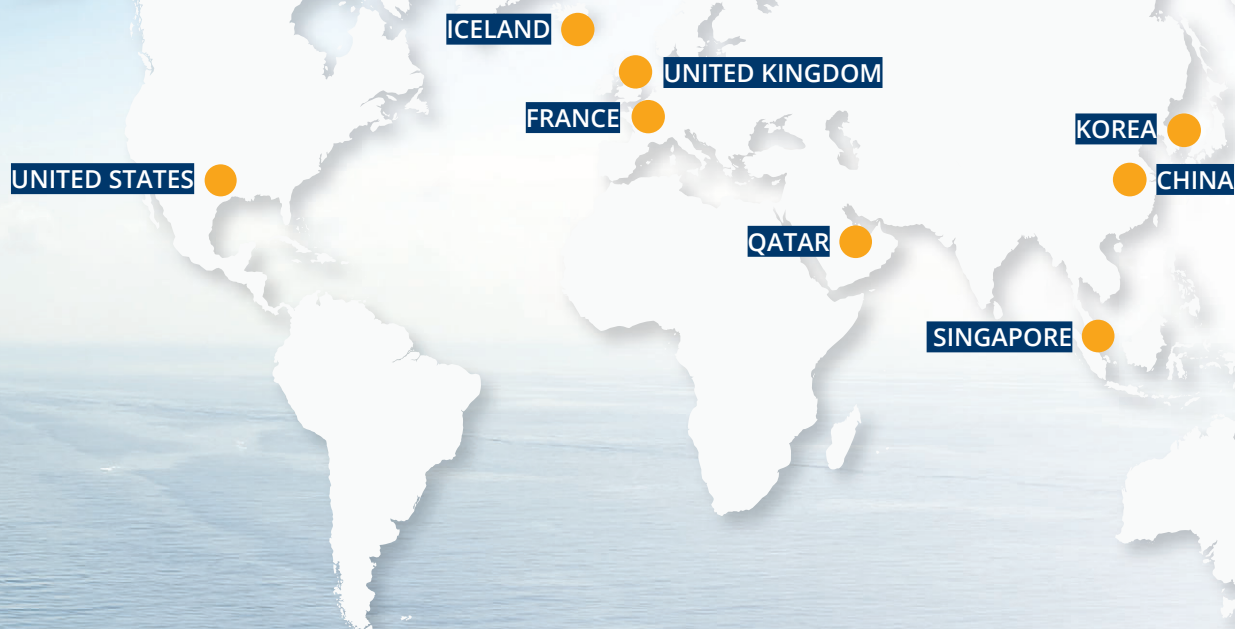 ICELAND
UNITED KINGDOM
FRANCE
KOREA
UNITED STATES
CHINA
QATAR
SINGAPORE